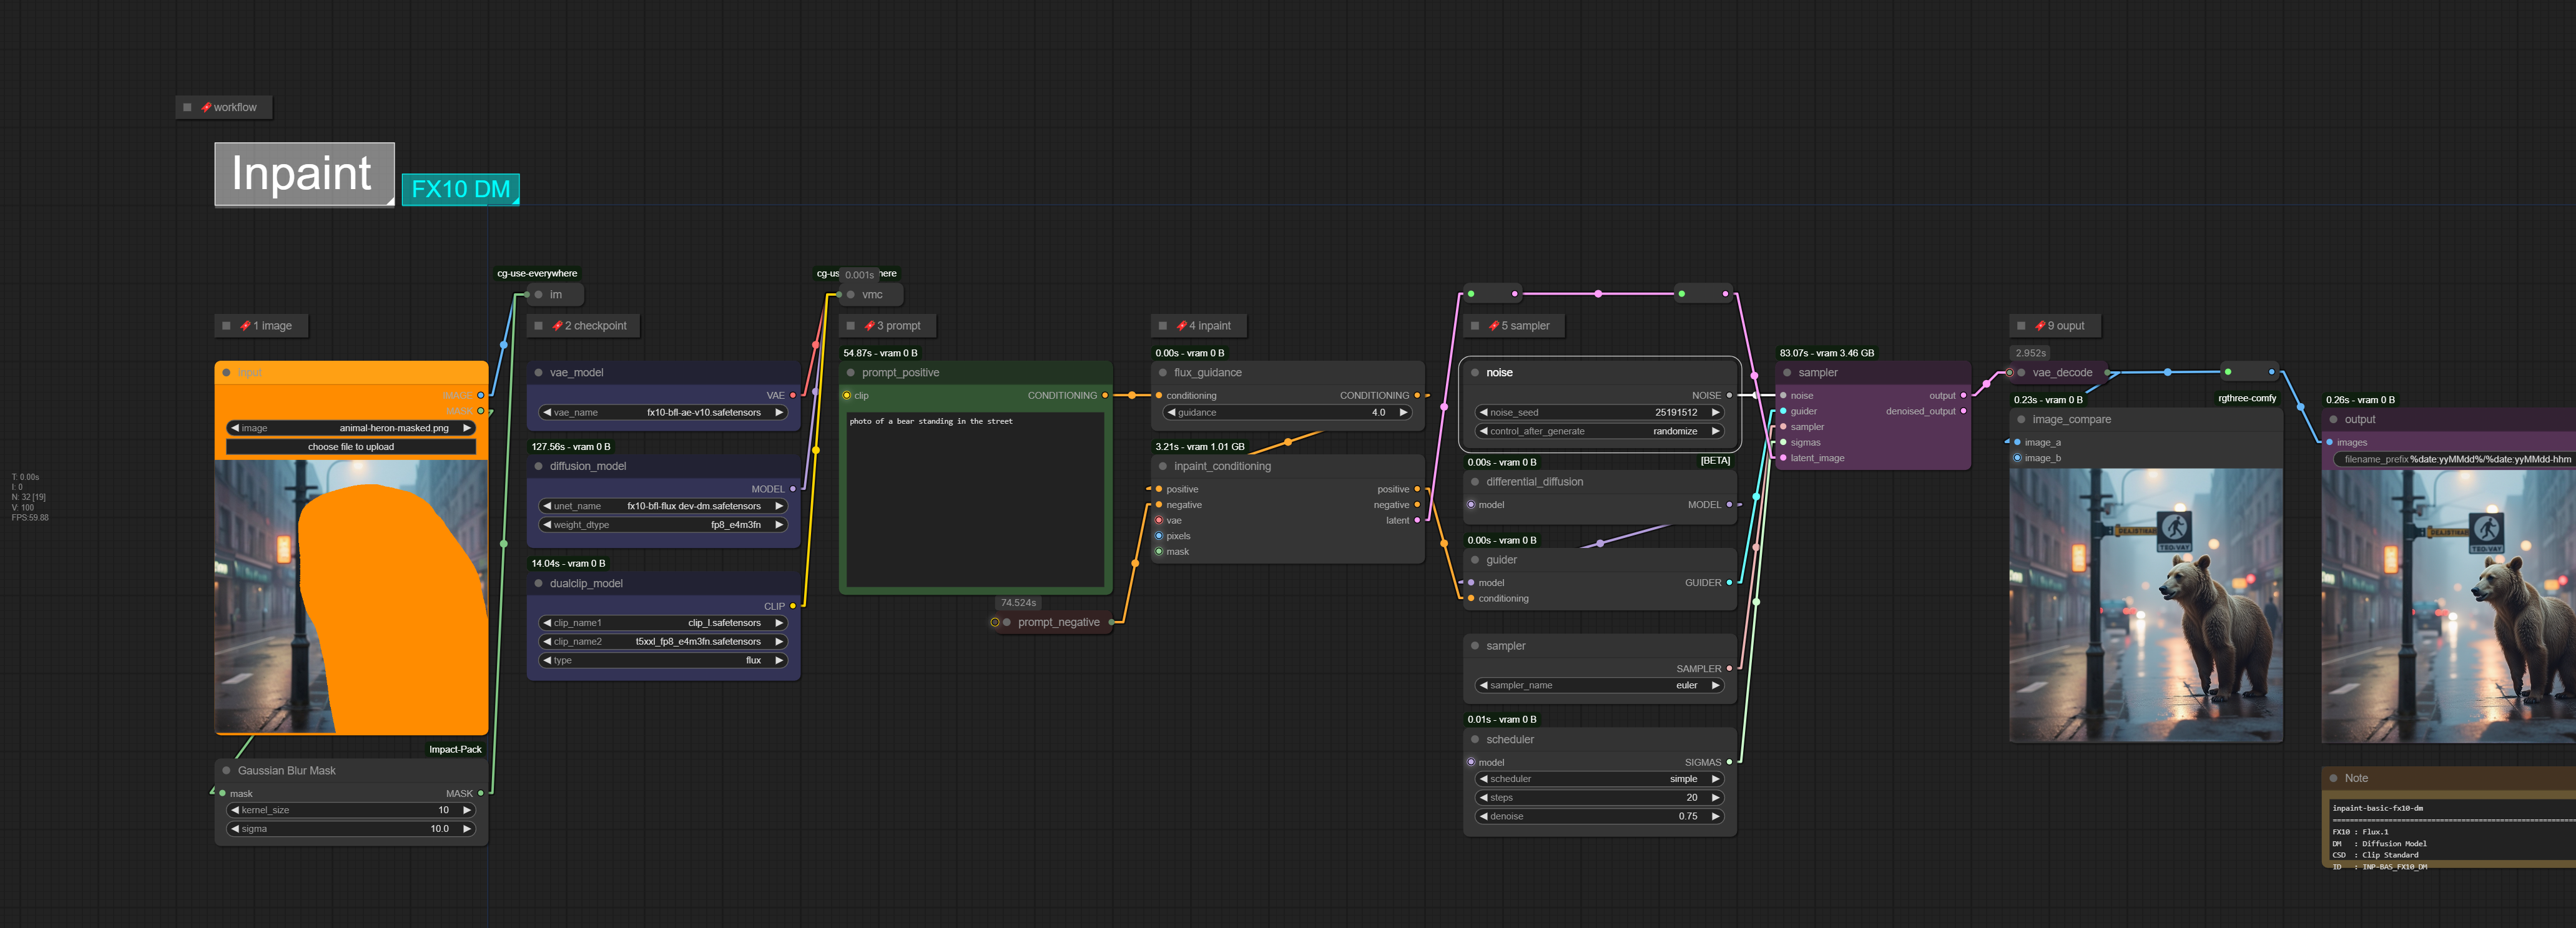 workflow
Inpaint
FX10 DM
cg-use-everywhere
im
0.001s
vmc
1 image
2 checkpoint
3 prompt
4 inpaint
5 sampler
9 ouput
input
IMAGE
MASK
image animal-heron-masked.png
choose file to upload
Impact-Pack
Gaussian Blur Mask
mask MASK
kernel_size 10
sigma 10.0
T: 0.00s
I: 0
N: 32 [19]
V: 100
FPS:59.88
vae_model
VAE
vae_name fx10-bfl-ae-v10.safetensors
127.56s - vram 0 B
diffusion_model
MODEL
unet_name fx10-bfl-flux dev-dm.safetensors
weight_dtype fp8_e4m3fn
14.04s - vram 0 B
dualclip_model
CLIP
clip_name1 clip_l.safetensors
clip_name2 t5xxl_fp8_e4m3fn.safetensors
type flux
54.87s - vram 0 B
prompt_positive
clip CONDITIONING
photo of a bear standing in the street
74.524s
prompt_negative
0.00s - vram 0 B
flux_guidance
conditioning CONDITIONING
guidance 4.0
3.21s - vram 1.01 GB
inpaint_conditioning
positive positive
negative negative
vae latent
pixels
mask
noise
NOISE
noise_seed 25191512
control_after_generate randomize
0.00s - vram 0 B [BETA]
differential_diffusion
model MODEL
0.00s - vram 0 B
guider
model GUIDER
conditioning
sampler
SAMPLER
sampler_name euler
0.01s - vram 0 B
scheduler
model SIGMAS
scheduler simple
steps 20
denoise 0.75
83.07s - vram 3.46 GB
sampler
noise output
guider denoised_output
sampler
sigmas
latent_image
2.952s
vae_decode
rgthree-comfy
0.23s - vram 0 B
image_compare
image_a
image_b
TEO/VAY
0.26s - vram 0 B
output
images
filename_prefix %date:yyMMdd%/%date:yyMMdd-hhm
TEO/VAY
Note
inpaint-basic-fx10-dm
FX10 : Flux.1
DM : Diffusion Model
CSD : Clip Standard
ID : INP-BAS_FX10_DM